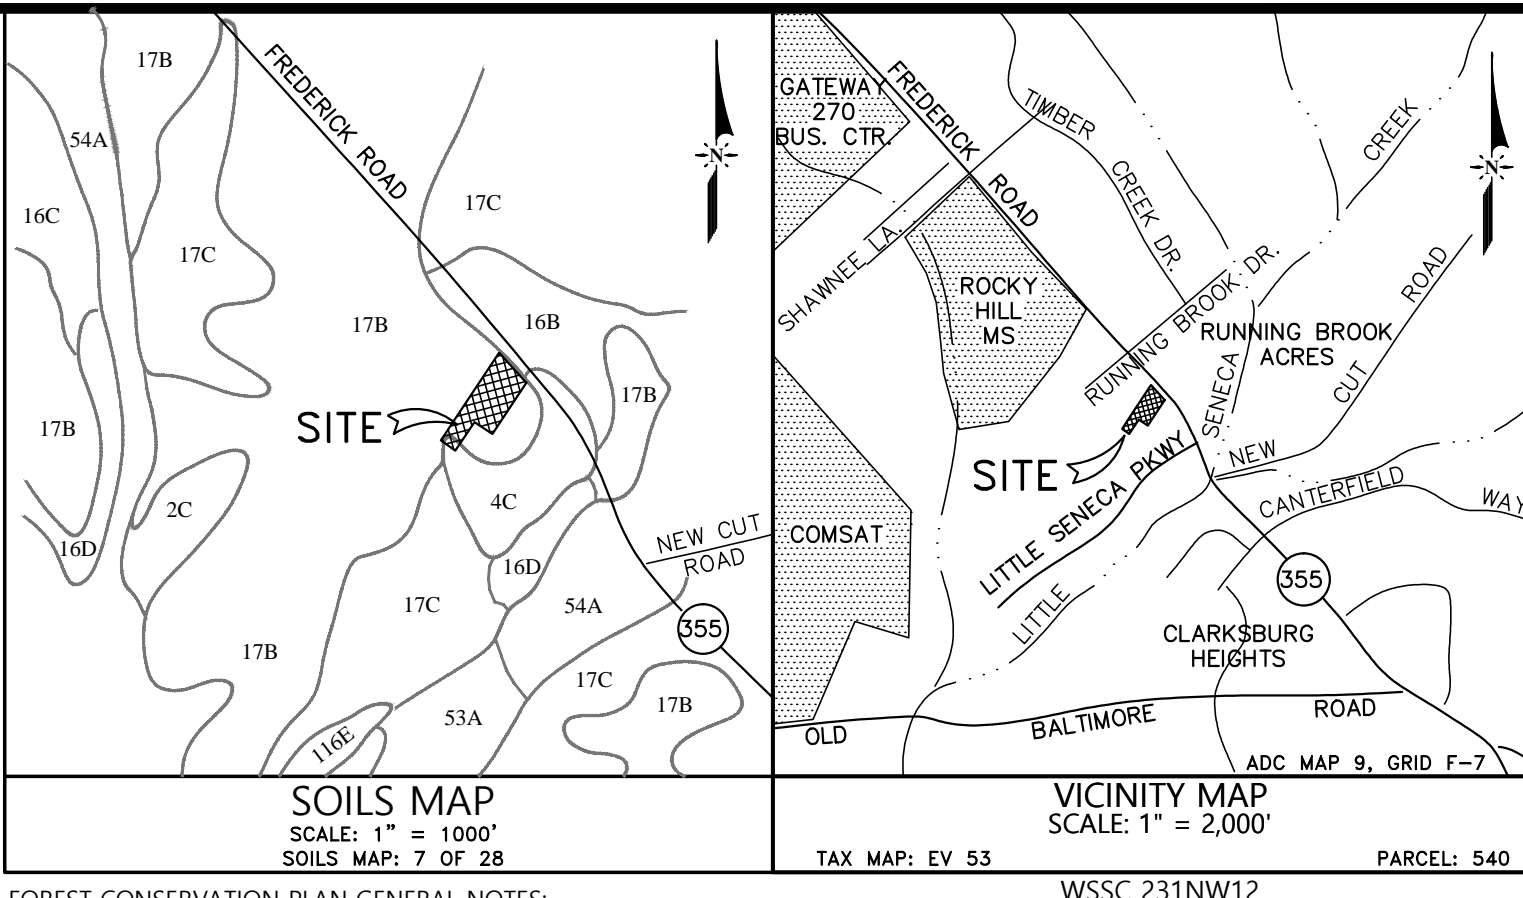 17B
FREDERICK ROAD
54A
N
16C
17C
17C
17B
16B
17B
SITE
17B
2C
4C
NEW CUT
ROAD
16D
16D
17C
54A
355
17B
17C
17B
53A
116E
SOILS MAP
SCALE: 1" = 1000'
SOILS MAP: 7 OF 28
GATEWAY
270
BUS. CTR.
FREDERICK
ROAD
TIMBER
CREEK DR.
CREEK
N
SHAWNEE LA.
ROCKY
HILL
MS
RUNNING BROOK DR.
RUNNING BROOK
ACRES
SENECA
NEW
CUT
ROAD
SITE
LITTLE SENECA PKWY
CANTERFIELD
WAY
COMSAT
355
LITTLE
CLARKSBURG
HEIGHTS
OLD
BALTIMORE
ROAD
ADC MAP 9, GRID F-7
VICINITY MAP
SCALE: 1" = 2,000'
TAX MAP: EV 53
PARCEL: 540
FOREST CONSERVATION PLAN GENERAL NOTES:
WSSC 231NW12